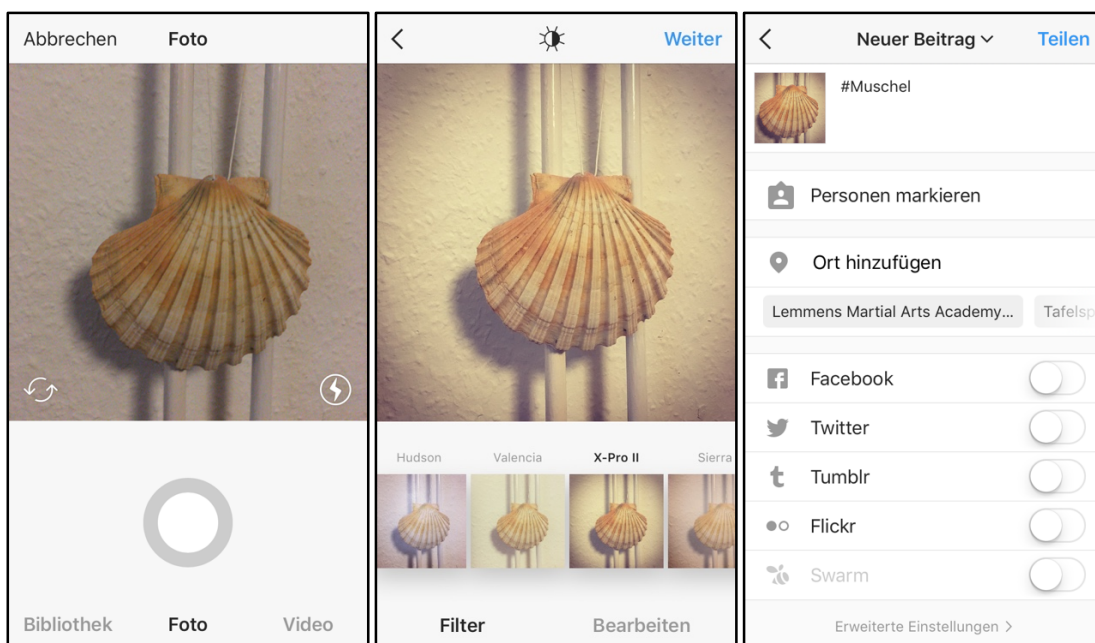 Abbrechen Foto
Bibliothek Foto Video
Weiter
Hudson Valencia X-Pro II Sierra
Filter Bearbeiten
Neuer Beitrag Teilen
#Muschel
Personen markieren
Ort hinzufügen
Lemmens Martial Arts Academy... Tafelsp
Facebook
Twitter
Tumblr
Flickr
Swarm
Erweiterte Einstellungen >